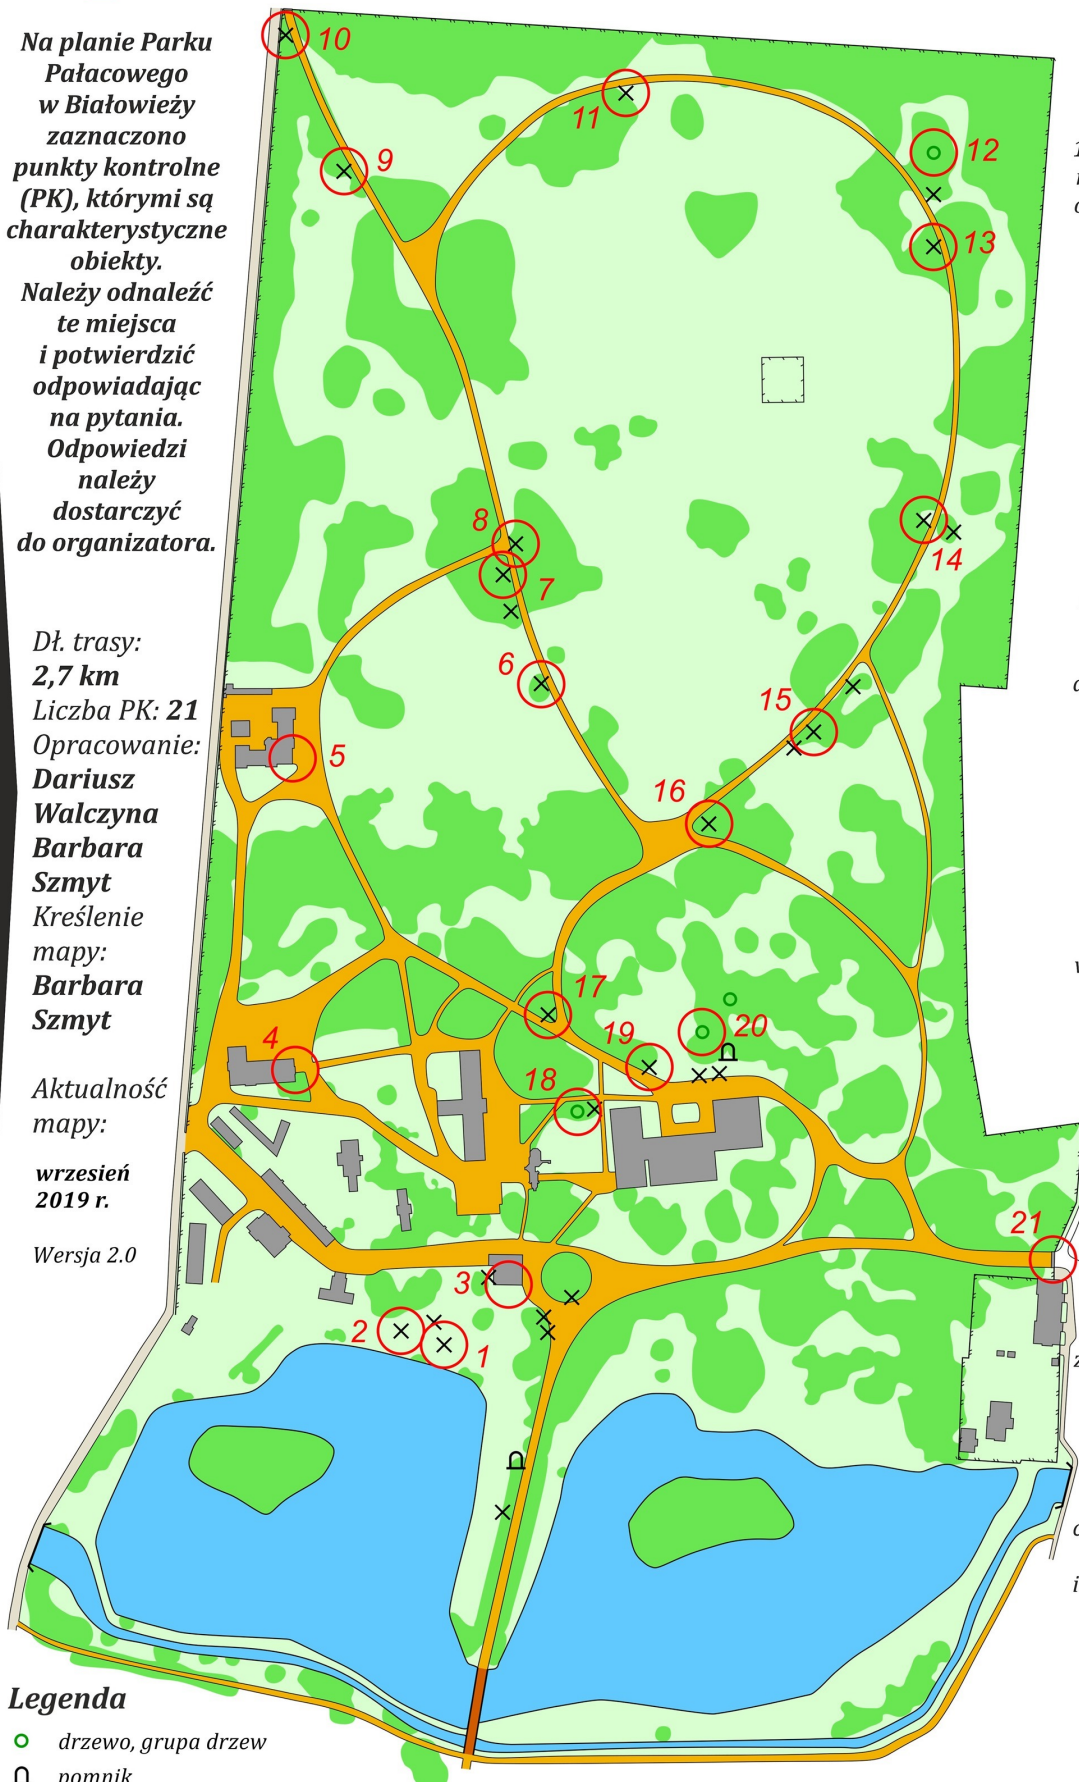 Na planie Parku
Pałacowego
w Białowieży
zaznaczono
punkty kontrolne
(PK), którymi są
charakterystyczne
obiekty.
Należy odnaleźć
te miejsca
i potwierdzić
odpowiadając
na pytania.
Odpowiedzi
należy
dostarczyć
do organizatora.
Dł. trasy:
2,7 km
Liczba PK: 21
Opracowanie:
Dariusz
Walczyna
Barbara
Szmyt
Kreślenie
mapy:
Barbara
Szmyt
Aktualność
mapy:
wrzesień
2019 r.
Wersja 2.0
10
9
11
12
13
8
7
14
6
15
5
16
17
4
19
20
18
21
3
2
1
Legenda
drzewo, grupa drzew
pomnik